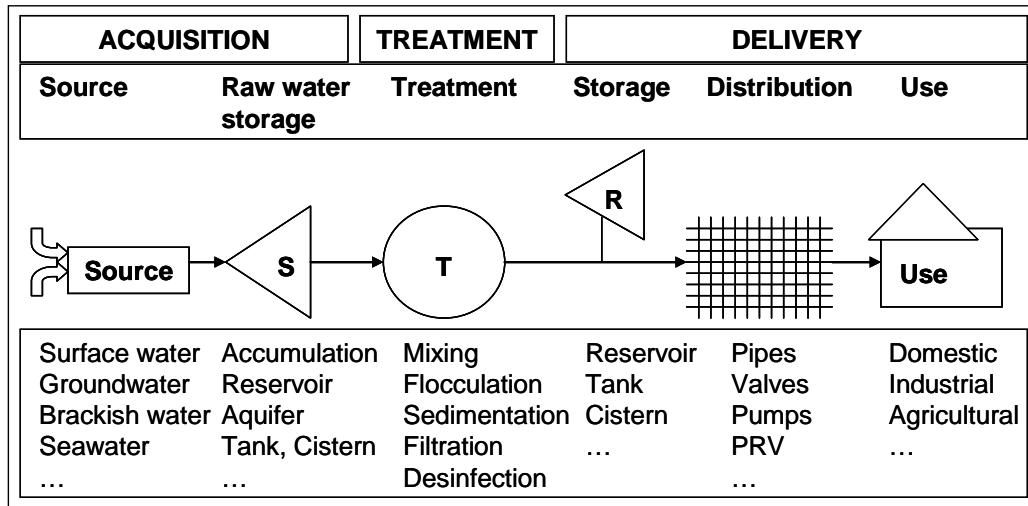 ACQUISITION TREATMENT DELIVERY
Source Raw water storage Treatment Storage Distribution Use
R
Source S T Use
Surface water Accumulation Mixing Reservoir Pipes Domestic
Groundwater Reservoir Flocculation Tank Valves Industrial
Brackish water Aquifer Sedimentation Cistern Pumps Agricultural
Seawater Tank, Cistern Filtration … PRV …
… … Desinfection …